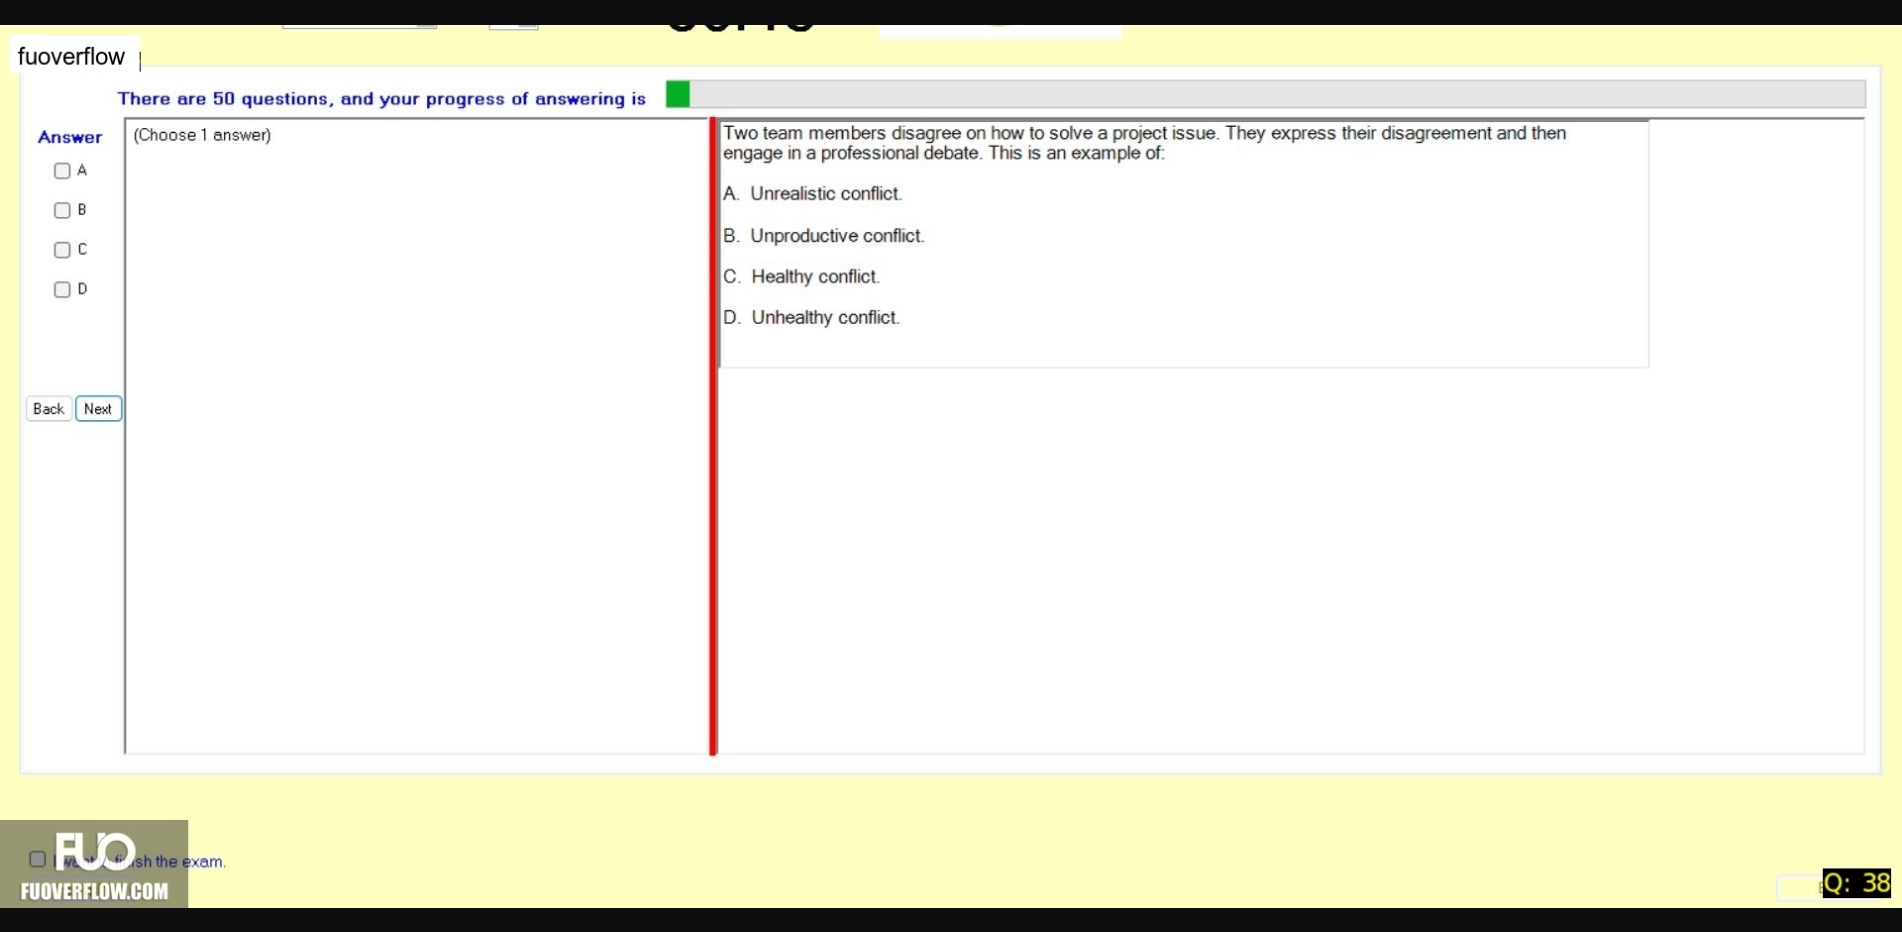 fuoverflow
There are 50 questions, and your progress of answering is
Answer
(Choose 1 answer)
A
B
C
D
Back Next
Two team members disagree on how to solve a project issue. They express their disagreement and then
engage in a professional debate. This is an example of:
A. Unrealistic conflict.
B. Unproductive conflict.
C. Healthy conflict.
D. Unhealthy conflict.
FUO
I want to finish the exam.
FUOVERFLOW.COM
Q: 38